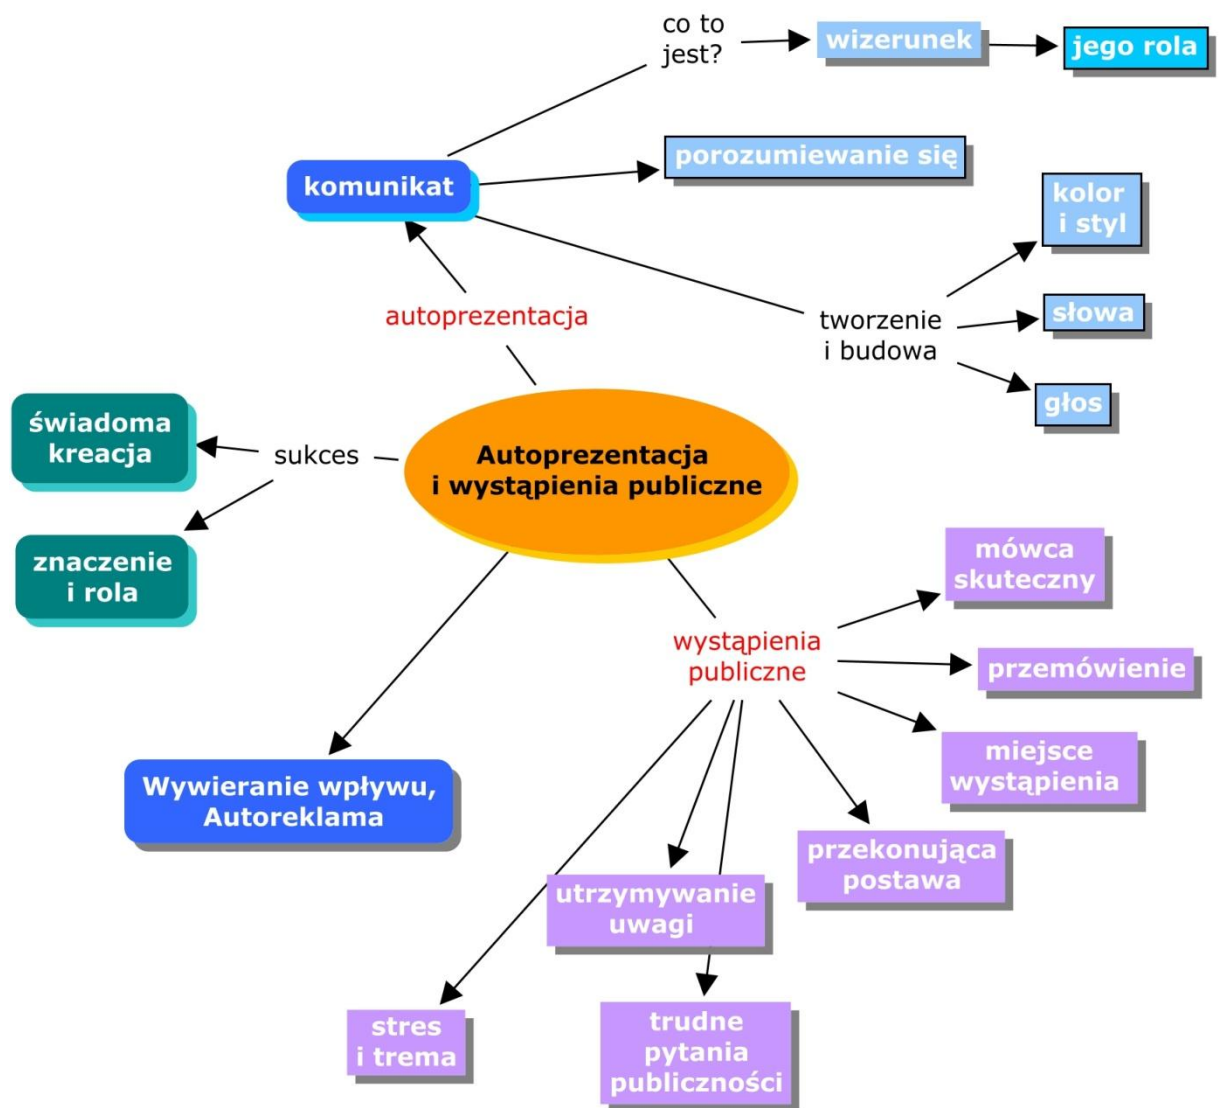 co to
jest?
wizerunek
jego rola
komunikat
porozumiewanie się
kolor
i styl
autoprezentacja
tworzenie
i budowa
słowa
głos
świadoma
kreacja
sukces
Autoprezentacja
i wystąpienia publiczne
znaczenie
i rola
mówca
skuteczny
wystąpienia
publiczne
przemówienie
miejsce
wystąpienia
Wywieranie wpływu,
Autoreklama
przekonująca
postawa
utrzymywanie
uwagi
stres
i trema
trudne
pytania
publiczności